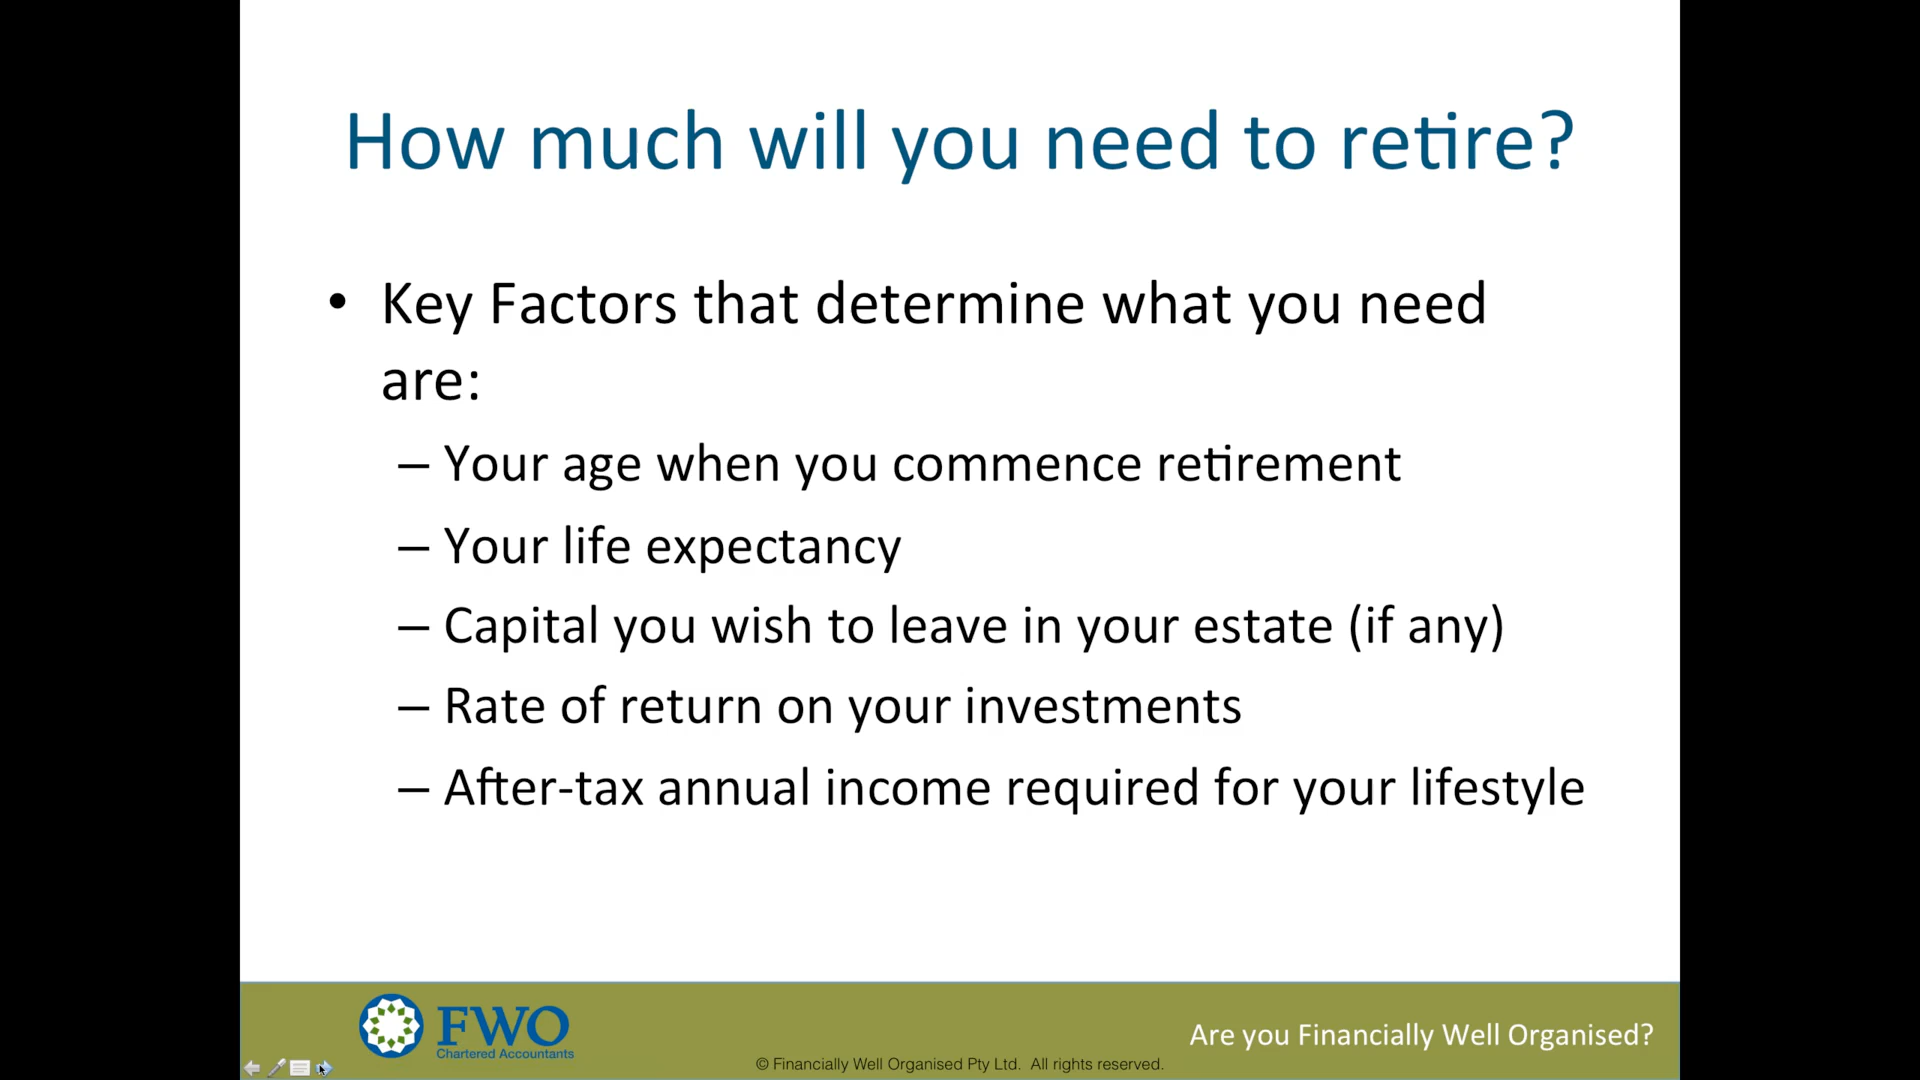 How much will you need to retire?
• Key Factors that determine what you need
are:
– Your age when you commence retirement
– Your life expectancy
– Capital you wish to leave in your estate (if any)
– Rate of return on your investments
– After-tax annual income required for your lifestyle
FWO
Chartered Accountants
Are you Financially Well Organised?
© Financially Well Organised Pty Ltd. All rights reserved.